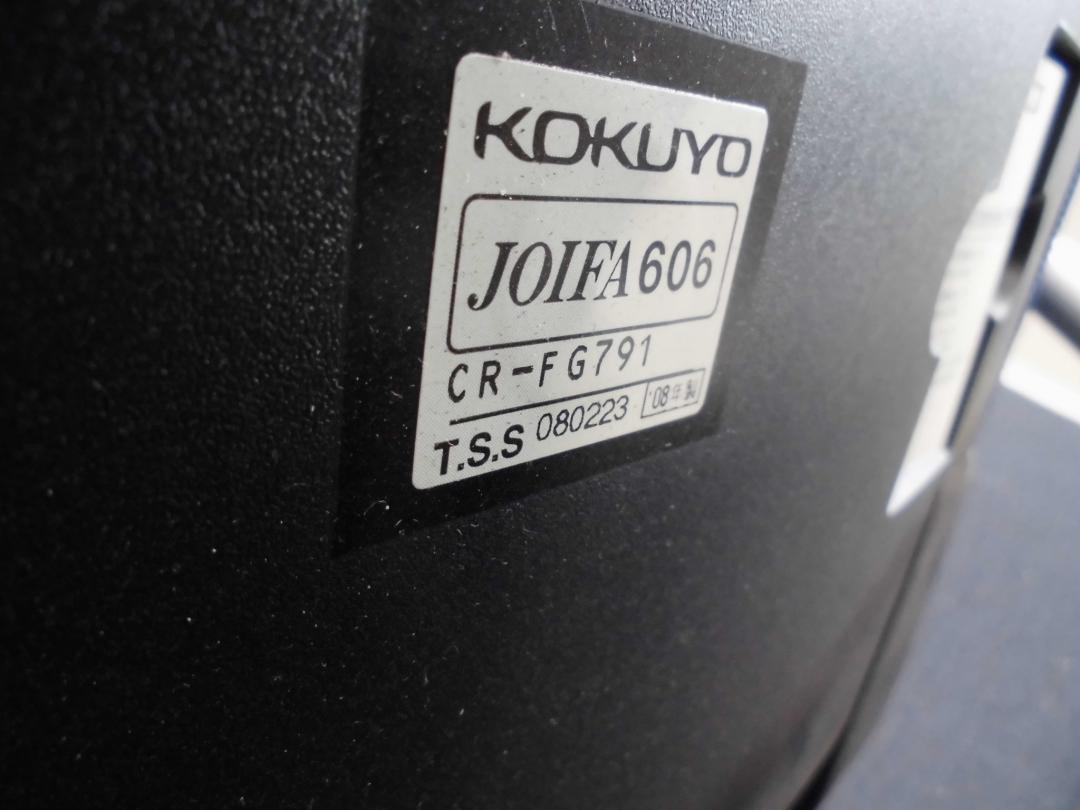 KOKUYO
JOIFA606
CR-FG791
T.S.S 080223 '08年製